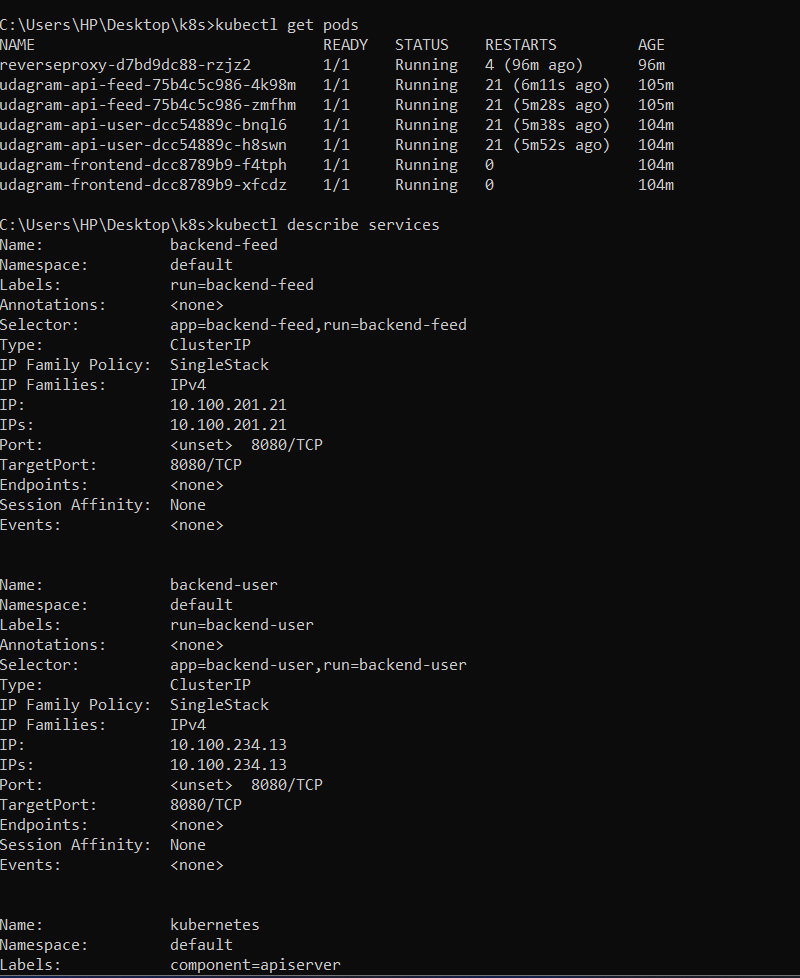 C:\Users\HP\Desktop\k8s>kubectl get pods
NAME READY STATUS RESTARTS AGE
reverseproxy-d7bd9dc88-rzjz2 1/1 Running 4 (96m ago) 96m
udagram-api-feed-75b4c5c986-4k98m 1/1 Running 21 (6m11s ago) 105m
udagram-api-feed-75b4c5c986-zmfhm 1/1 Running 21 (5m28s ago) 105m
udagram-api-user-dcc54889c-bnql6 1/1 Running 21 (5m38s ago) 104m
udagram-api-user-dcc54889c-h8swn 1/1 Running 21 (5m52s ago) 104m
udagram-frontend-dcc8789b9-f4tph 1/1 Running 0 104m
udagram-frontend-dcc8789b9-xfcdz 1/1 Running 0 104m
C:\Users\HP\Desktop\k8s>kubectl describe services
Name: backend-feed
Namespace: default
Labels: run=backend-feed
Annotations: <none>
Selector: app=backend-feed,run=backend-feed
Type: ClusterIP
IP Family Policy: SingleStack
IP Families: IPv4
IP: 10.100.201.21
IPs: 10.100.201.21
Port: <unset> 8080/TCP
TargetPort: 8080/TCP
Endpoints: <none>
Session Affinity: None
Events: <none>
Name: backend-user
Namespace: default
Labels: run=backend-user
Annotations: <none>
Selector: app=backend-user,run=backend-user
Type: ClusterIP
IP Family Policy: SingleStack
IP Families: IPv4
IP: 10.100.234.13
IPs: 10.100.234.13
Port: <unset> 8080/TCP
TargetPort: 8080/TCP
Endpoints: <none>
Session Affinity: None
Events: <none>
Name: kubernetes
Namespace: default
Labels: component=apiserver